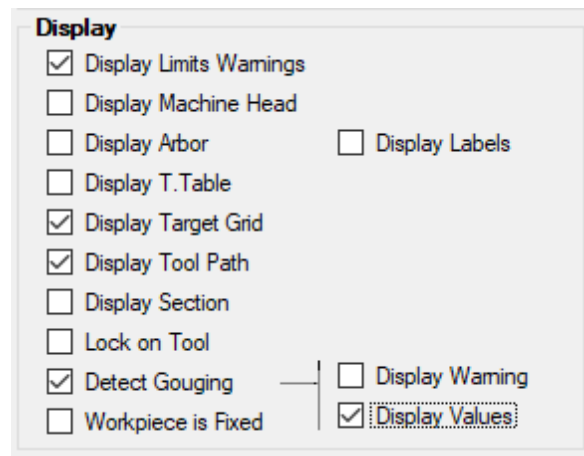 Display
Display Limits Warnings
Display Machine Head
Display Arbor Display Labels
Display T.Table
Display Target Grid
Display Tool Path
Display Section
Lock on Tool
Detect Gouging Display Warning
Workpiece is Fixed Display Values